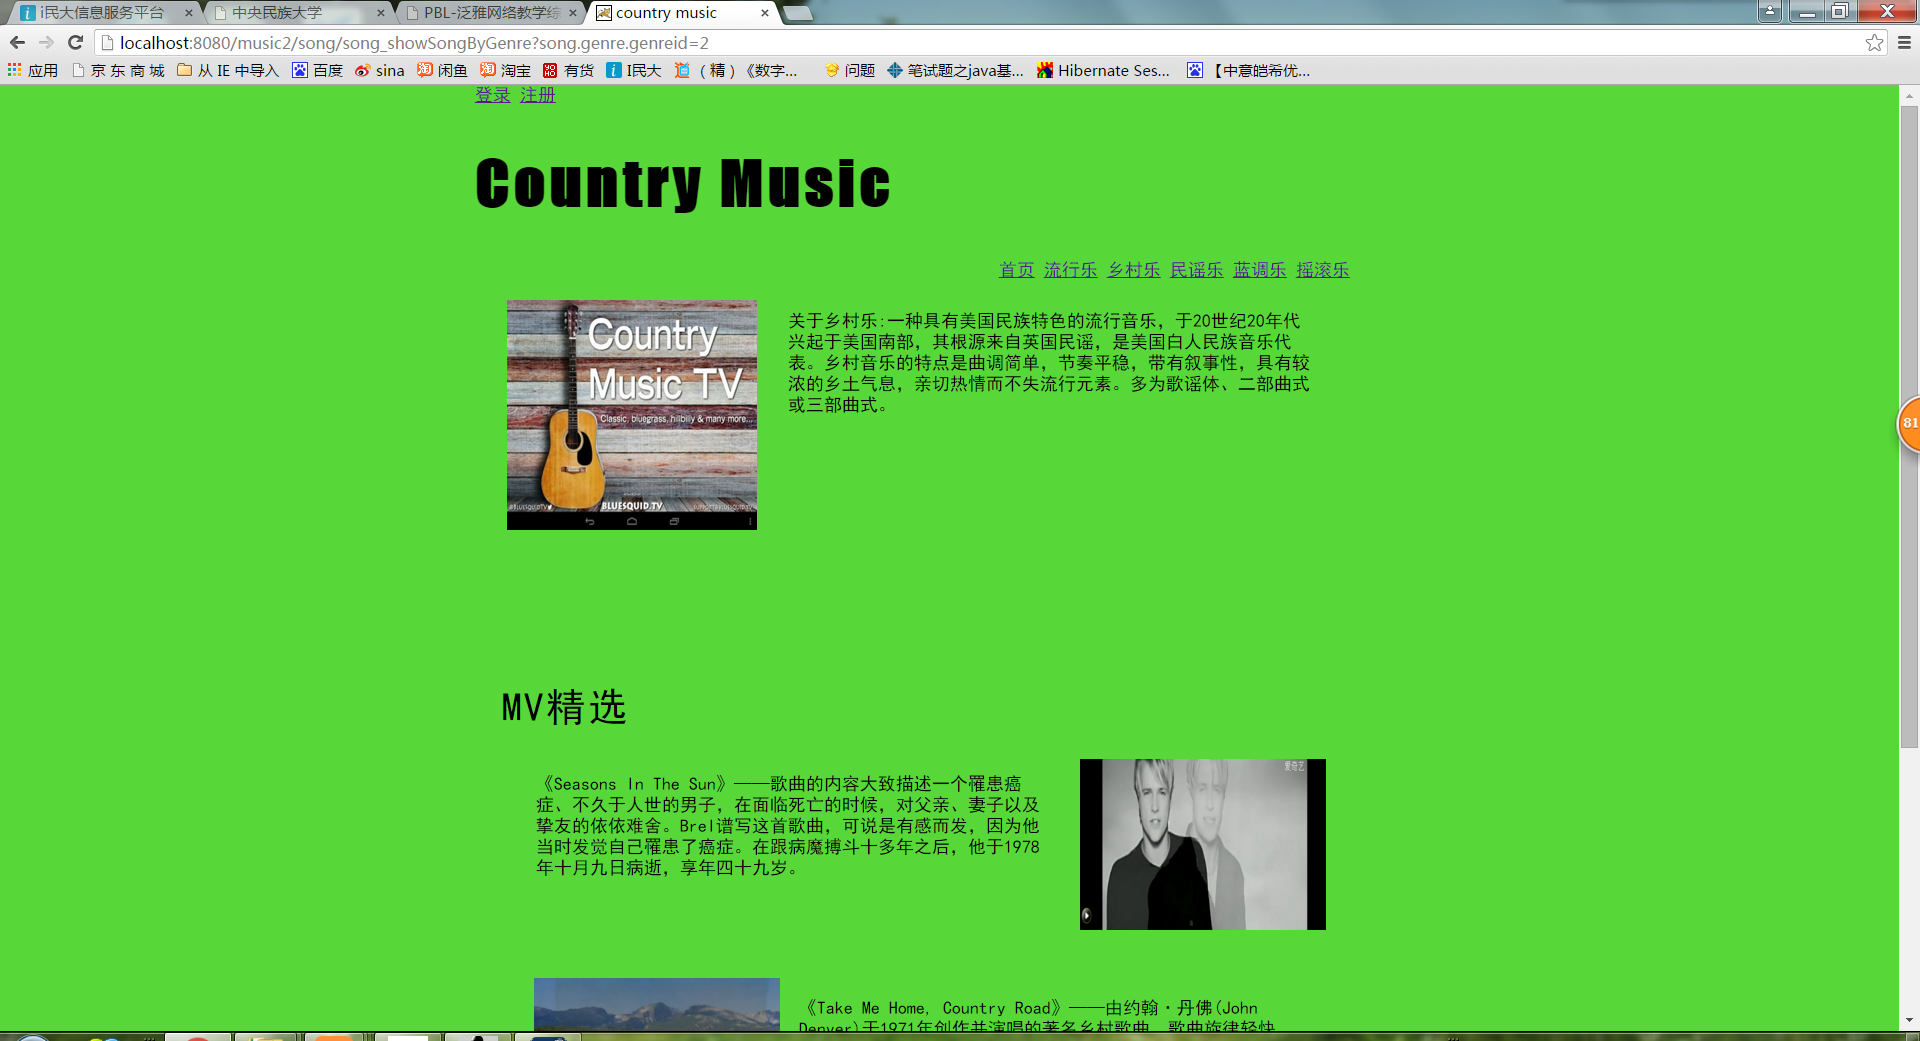 i民大信息服务平台
中央民族大学
PBL-泛雅网络教学综
country music
localhost:8080/music2/song/song_showSongByGenre?song.genre.genreid=2
应用 京 东 商 城 从 IE 中导入 百度 sina 闲鱼 淘宝 有货 I民大 （精）《数字... 问题 笔试题之java基... Hibernate Ses... 【中意皑希优...
登录 注册
Country Music
首页 流行乐 乡村乐 民谣乐 蓝调乐 摇滚乐
Country
Music TV
Classic, bluegrass, hillbilly & many more...
BLUESQUID.TV
关于乡村乐:一种具有美国民族特色的流行音乐，于20世纪20年代
兴起于美国南部，其根源来自英国民谣，是美国白人民族音乐代
表。乡村音乐的特点是曲调简单，节奏平稳，带有叙事性，具有较
浓的乡土气息，亲切热情而不失流行元素。多为歌谣体、二部曲式
或三部曲式。
81
MV精选
《Seasons In The Sun》——歌曲的内容大致描述一个罹患癌
症、不久于人世的男子，在面临死亡的时候，对父亲、妻子以及
挚友的依依难舍。Brel谱写这首歌曲，可说是有感而发，因为他
当时发觉自己罹患了癌症。在跟病魔搏斗十多年之后，他于1978
年十月九日病逝，享年四十九岁。
爱奇艺
《Take Me Home, Country Road》——由约翰·丹佛(John
Denver)于1971年创作并演唱的著名乡村歌曲，歌曲旋律轻快